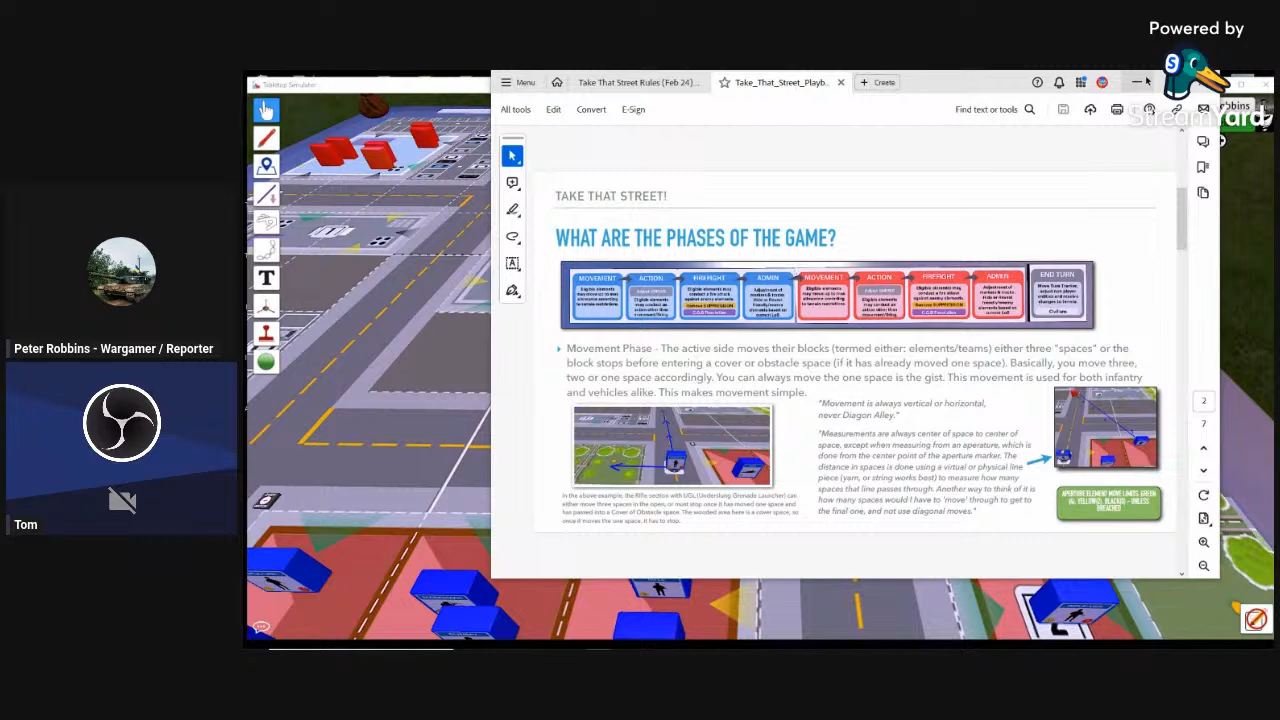 Powered by
StreamYard
Tabletop Simulator
Menu
Take That Street Rules (Feb 24)...
Take_That_Street_Playb...
Create
All tools
Edit
Convert
E-Sign
Find text or tools
TAKE THAT STREET!
WHAT ARE THE PHASES OF THE GAME?
MOVEMENT
ACTION
FIREFIGHT
ADMIN
MOVEMENT
ACTION
FIREFIGHT
ADMIN
END TURN
Movement Phase - The active side moves their blocks (termed either: elements/teams) either three "spaces" or the
block stops before entering a cover or obstacle space (if it has already moved one space). Basically, you move three,
two or one space accordingly. You can always move the one space is the gist. This movement is used for both infantry
and vehicles alike. This makes movement simple.
"Movement is always vertical or horizontal,
never Diagon Alley."
"Measurements are always center of space to center of
space, except when measuring from an aperature, which is
done from the center point of the aperture marker. The
distance in spaces is done using a virtual or physical line
piece (yarn, or string works best) to measure how many
spaces that line passes through. Another way to think of it is
how many spaces would I have to 'move' through to get to
the final one, and not use diagonal moves."
In the above example, the Rifle section with UGL (Underslung Grenade Launcher) can
either move three spaces in the open, or must stop once it has moved one space and
has passed into a Cover of Obstacle space. The wooded area here is a cover space, so
once it moves the one space, it has to stop.
2
7
Peter Robbins - Wargamer / Reporter
Tom